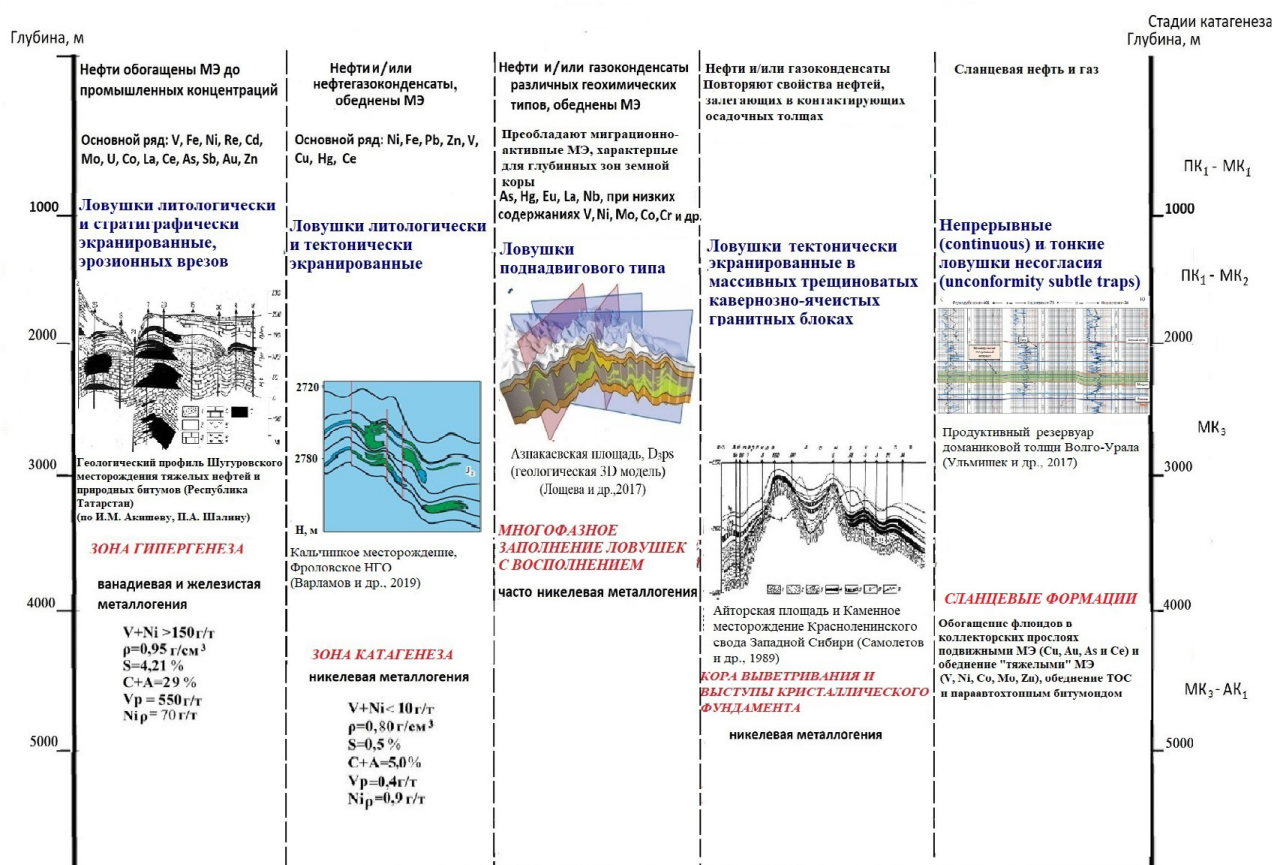 Стадии катагенеза
Глубина, м
Глубина, м
Нефти обогащены МЭ до
промышленных концентраций
Основной ряд: V, Fe, Ni, Re, Cd,
Mo, U, Co, La, Ce, As, Sb, Au, Zn
Ловушки литологически
и стратиграфически
экранированные,
эрозионных врезов
Геологический профиль Шугуровского
месторождения тяжелых нефтей и
природных битумов (Республика
Татарстан)
(по И.М. Акишеву, П.А. Шалину)
ЗОНА ГИПЕРГЕНЕЗА
ванадиевая и железистая
металлогения
V+Ni >150г/т
ρ=0,95 г/см³
S=4,21 %
C+A=29 %
Vp = 550г/т
Niρ = 70 г/т
Нефти и/или
нефтегазоконденсаты,
обеднены МЭ
Основной ряд: Ni, Fe, Pb, Zn, V,
Cu, Hg, Ce
Ловушки литологически
и тектонически
экранированные
2720
2780
J₂
Н, м
Кальчинкое месторождение,
Фроловское НГО
(Варламов и др., 2019)
ЗОНА КАТАГЕНЕЗА
никелевая металлогения
V+Ni< 10 г/т
ρ=0,80 г/см³
S=0,5 %
C+A=5,0%
Vp=0,4г/т
Niρ=0,9 г/т
Нефти и/или газоконденсаты
различных геохимических
типов, обеднены МЭ
Преобладают миграционно-
активные МЭ, характерные
для глубинных зон земной
коры
As, Hg, Eu, La, Nb, при низких
содержаниях V, Ni, Mo, Co,Cr и др.
Ловушки
поднадвигового типа
Азнакаевская площадь, D₃ps
(геологическая 3D модель)
(Лощева и др.,2017)
МНОГОФАЗНОЕ
ЗАПОЛНЕНИЕ ЛОВУШЕК
С ВОСПОЛНЕНИЕМ
часто никелевая металлогения
Нефти и/или газоконденсаты
Повторяют свойства нефтей,
залегающих в контактирующих
осадочных толщах
Ловушки тектонически
экранированные в
массивных трещиноватых
кавернозно-ячеистых
гранитных блоках
Айторская площадь и Каменное
месторождение Красноленинского
свода Западной Сибири (Самолетов
и др., 1989)
КОРА ВЫВЕТРИВАНИЯ И
ВЫСТУПЫ КРИСТАЛЛИЧЕСКОГО
ФУНДАМЕНТА
никелевая металлогения
Сланцевая нефть и газ
Непрерывные
(continuous) и тонкие
ловушки несогласия
(unconformity subtle traps)
Продуктивный резервуар
доманиковой толщи Волго-Урала
(Ульмишек и др., 2017)
СЛАНЦЕВЫЕ ФОРМАЦИИ
Обогащение флюидов в
коллекторских прослоях
подвижными МЭ (Cu, Au, As и Ce) и
обеднение "тяжелыми" МЭ
(V, Ni, Co, Mo, Zn), обеднение ТОС
и параавтохтонным битумоидом
1000
2000
3000
4000
5000
1000
2000
3000
4000
5000
ПК₁ - МК₁
ПК₁ - МК₂
МК₃
МК₃ - АК₁